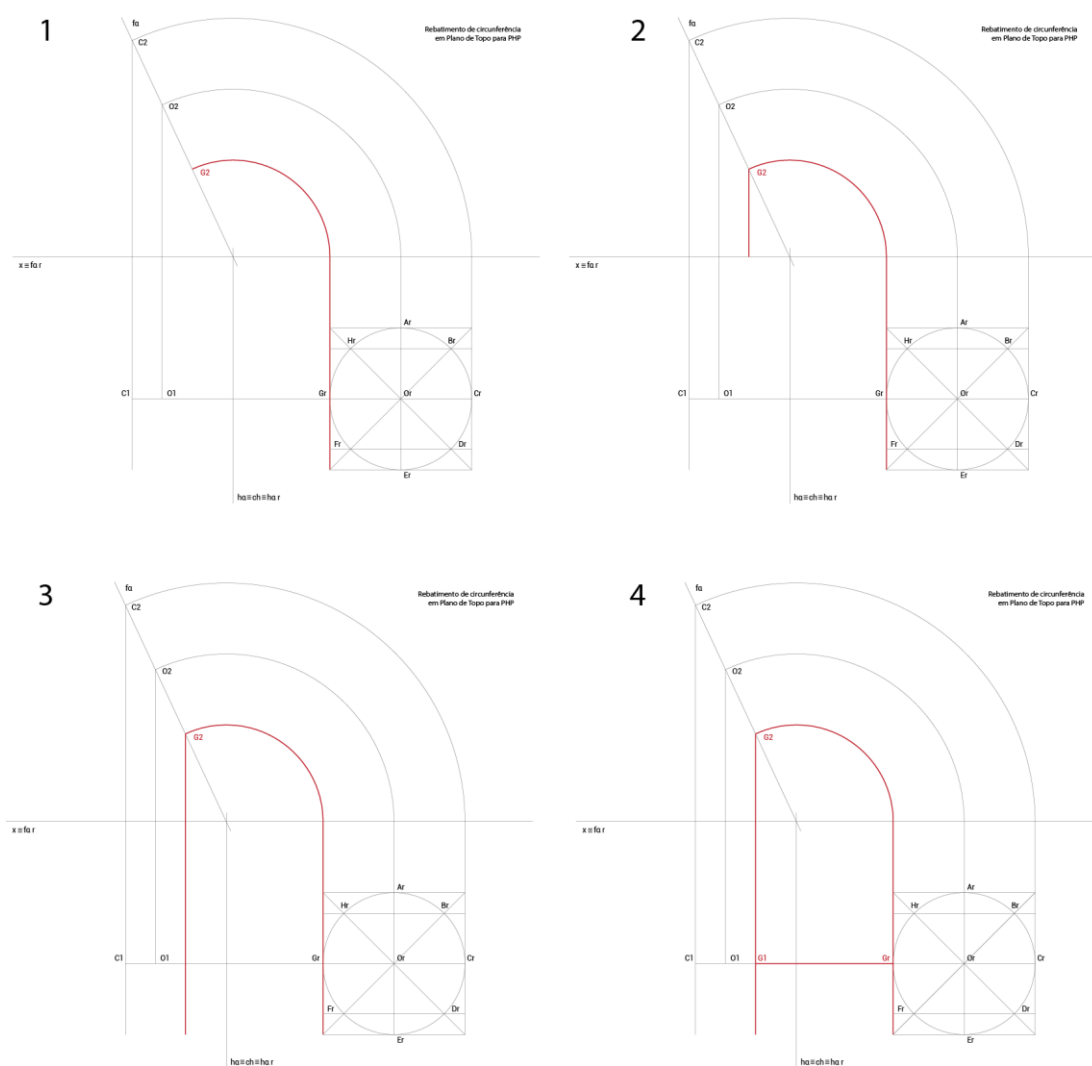 1
fα
C2
Rebatimento de circunferência
em Plano de Topo para PHP
O2
G2
x ≡ fα r
Ar
Hr
Br
C1
O1
Gr
Or
Cr
Fr
Dr
Er
hα ≡ ch ≡ hα r
2
fα
C2
Rebatimento de circunferência
em Plano de Topo para PHP
O2
G2
x ≡ fα r
Ar
Hr
Br
C1
O1
Gr
Or
Cr
Fr
Dr
Er
hα ≡ ch ≡ hα r
3
fα
C2
Rebatimento de circunferência
em Plano de Topo para PHP
O2
G2
x ≡ fα r
Ar
Hr
Br
C1
O1
Gr
Or
Cr
Fr
Dr
Er
hα ≡ ch ≡ hα r
4
fα
C2
Rebatimento de circunferência
em Plano de Topo para PHP
O2
G2
x ≡ fα r
Ar
Hr
Br
C1
O1
G1
Gr
Or
Cr
Fr
Dr
Er
hα ≡ ch ≡ hα r